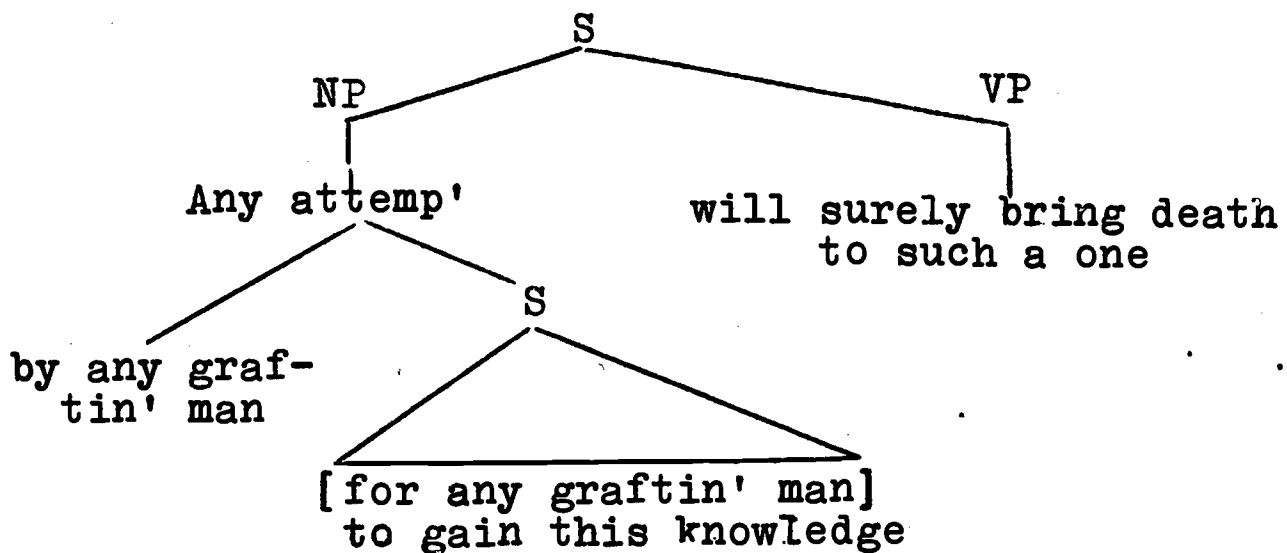 S
NP VP
Any attemp'
will surely bring death
to such a one
S
by any graf-
tin' man
[for any graftin' man]
to gain this knowledge